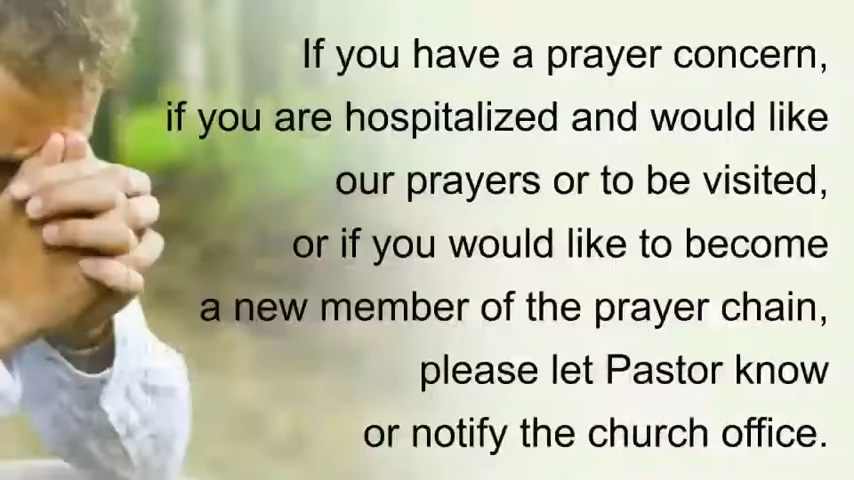 If you have a prayer concern,
if you are hospitalized and would like
our prayers or to be visited,
or if you would like to become
a new member of the prayer chain,
please let Pastor know
or notify the church office.